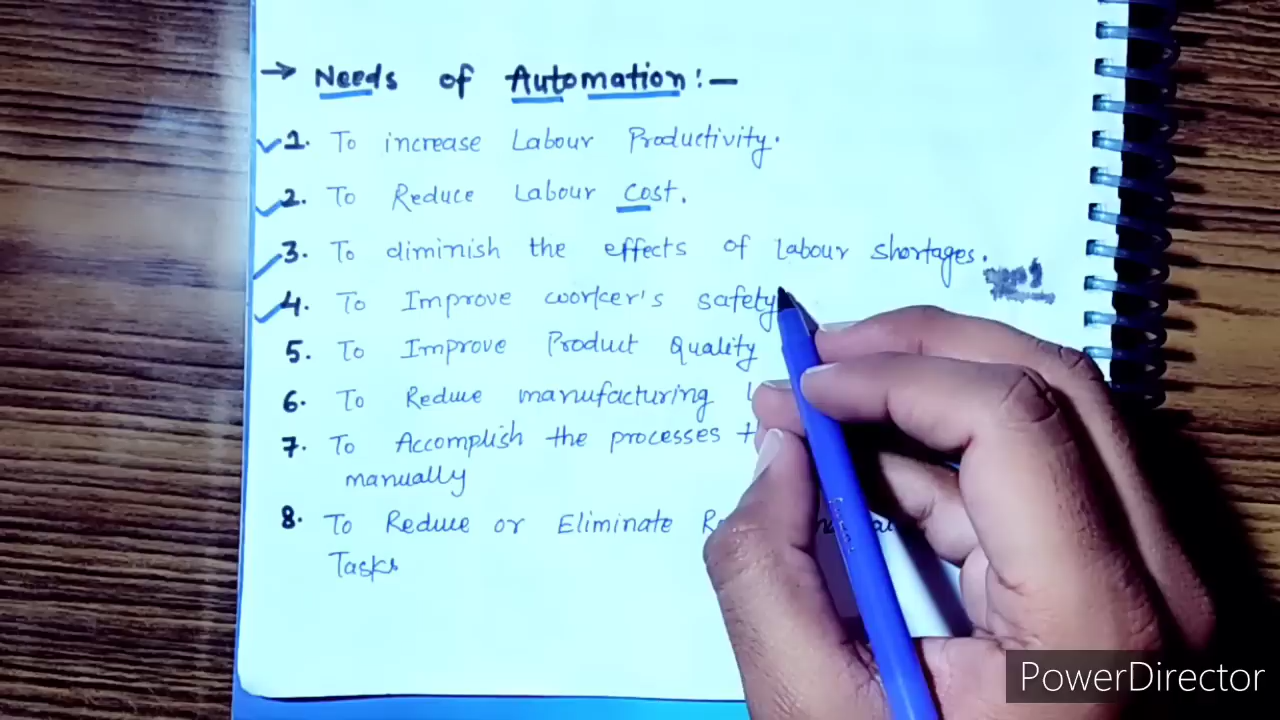 → Needs of Automation:-
1. To increase Labour Productivity.
2. To Reduce Labour Cost.
3. To diminish the effects of labour shortages.
4. To Improve worker's safety
5. To Improve Product Quality
6. To Reduce manufacturing
7. To Accomplish the processes
manually
8. To Reduce or Eliminate
Tasks
PowerDirector